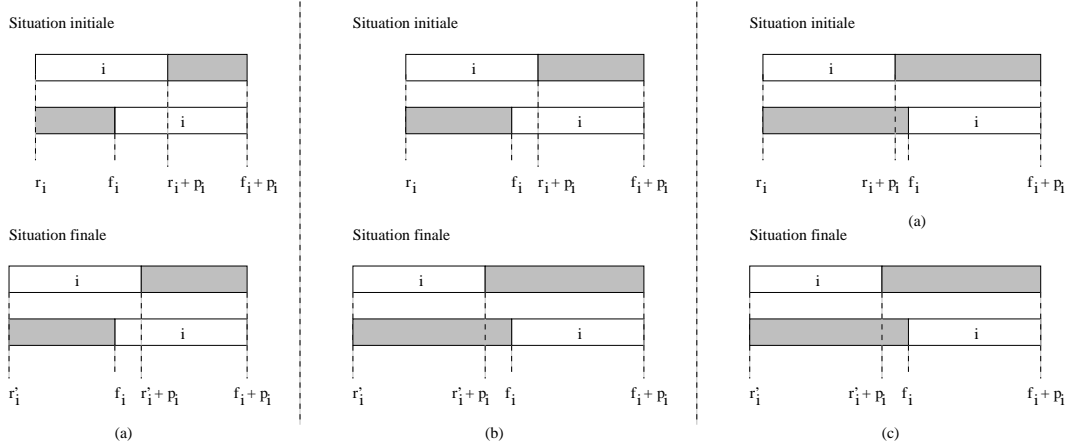 Situation initiale
i
i
r_i f_i r_i + p_i f_i + p_i
Situation finale
i
i
r'_i f_i r'_i + p_i f_i + p_i
(a)
Situation initiale
i
i
f_i r_i + p_i f_i + p_i
Situation finale
i
i
r'_i r'_i + p_i f_i f_i + p_i
(b)
Situation initiale
i
i
r_i r_i + p_i f_i f_i + p_i
(a)
Situation finale
i
i
r'_i r'_i + p_i f_i f_i + p_i
(c)